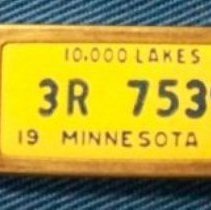 10,000 LAKES
3R 753
19 MINNESOTA